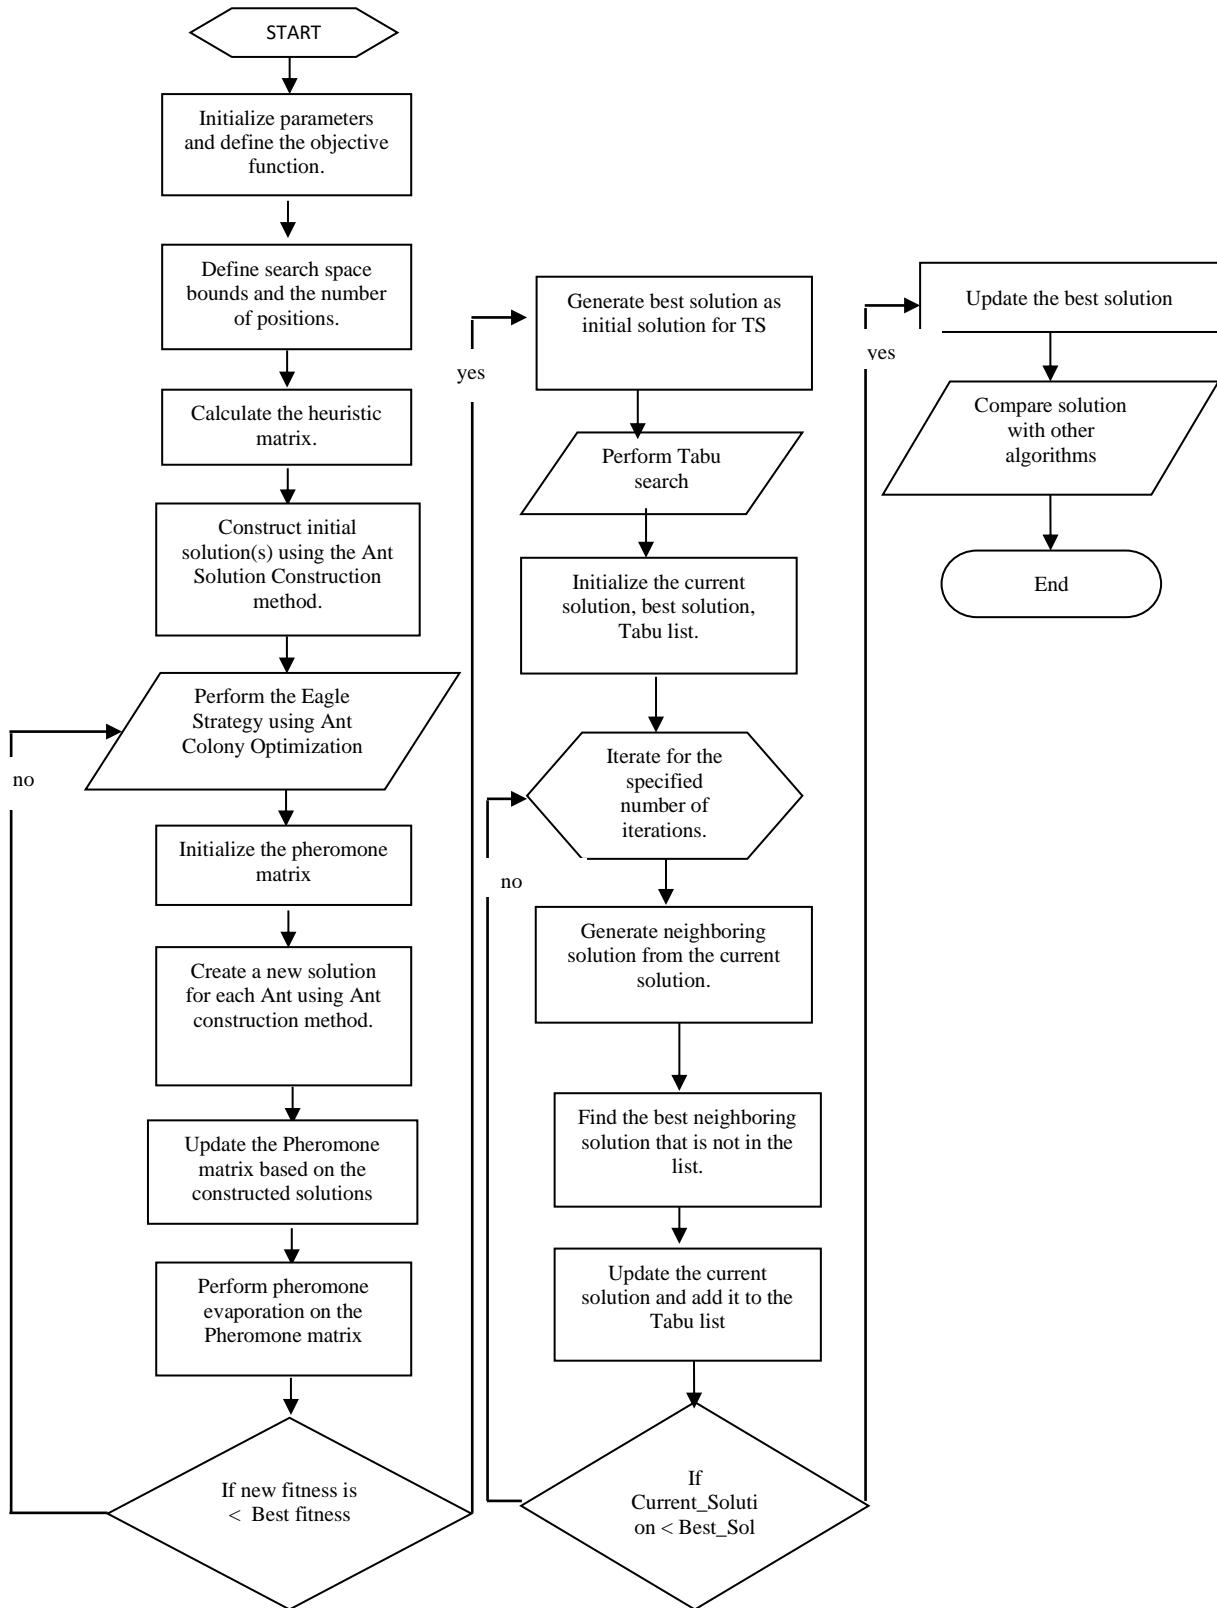 START
Initialize parameters
and define the objective
function.
Define search space
bounds and the number
of positions.
Calculate the heuristic
matrix.
Construct initial
solution(s) using the Ant
Solution Construction
method.
Perform the Eagle
Strategy using Ant
Colony Optimization
no
Initialize the pheromone
matrix
Create a new solution
for each Ant using Ant
construction method.
Update the Pheromone
matrix based on the
constructed solutions
Perform pheromone
evaporation on the
Pheromone matrix
If new fitness is
< Best fitness
yes
Generate best solution as
initial solution for TS
Perform Tabu
search
Initialize the current
solution, best solution,
Tabu list.
Iterate for the
specified
number of
iterations.
no
Generate neighboring
solution from the current
solution.
Find the best neighboring
solution that is not in the
list.
Update the current
solution and add it to the
Tabu list
If
Current_Soluti
on < Best_Sol
yes
Update the best solution
Compare solution
with other
algorithms
End